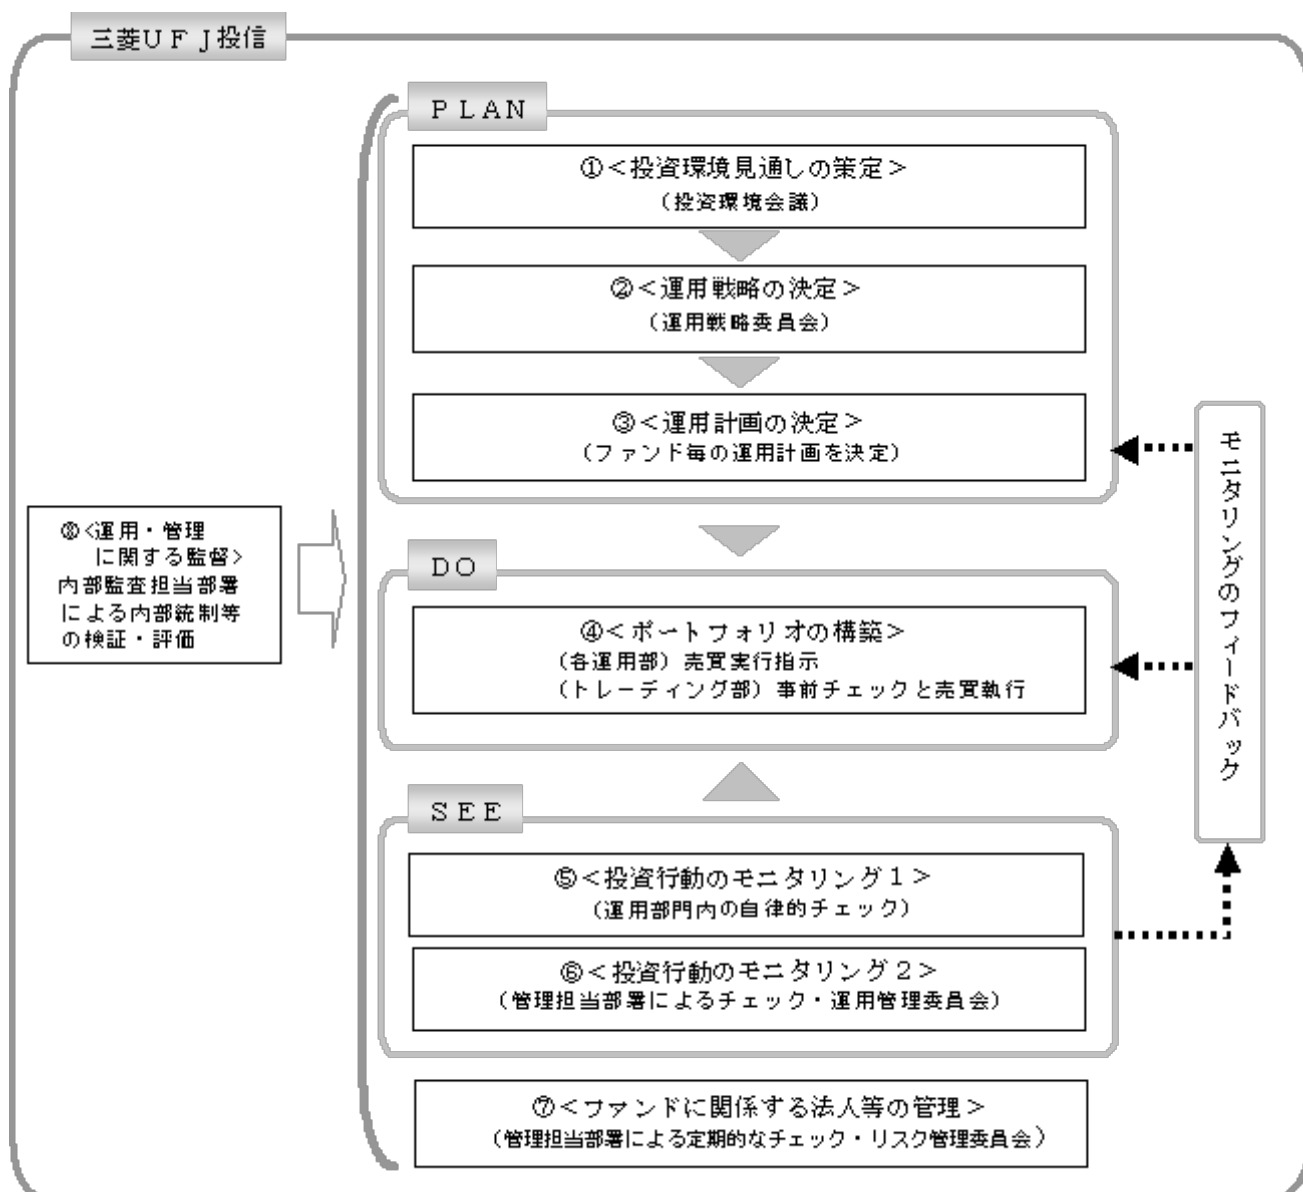 三菱ＵＦＪ投信
ＰＬＡＮ
①＜投資環境見通しの策定＞
（投資環境会議）
②＜運用戦略の決定＞
（運用戦略委員会）
③＜運用計画の決定＞
（ファンド毎の運用計画を決定）
⑧＜運用・管理
に関する監督＞
内部監査担当部署
による内部統制等
の検証・評価
ＤＯ
④＜ポートフォリオの構築＞
（各運用部）売買実行指示
（トレーディング部）事前チェックと売買執行
モニタリングのフィードバック
ＳＥＥ
⑤＜投資行動のモニタリング１＞
（運用部門内の自律的チェック）
⑥＜投資行動のモニタリング２＞
（管理担当部署によるチェック・運用管理委員会）
⑦＜ファンドに関係する法人等の管理＞
（管理担当部署による定期的なチェック・リスク管理委員会）